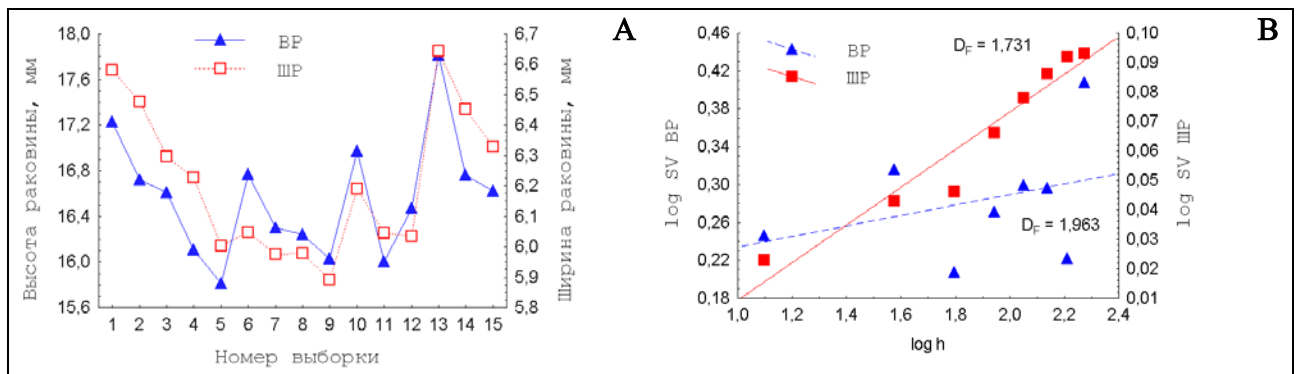 A
ВР
ШР
Высота раковины, мм
18,0
17,6
17,2
16,8
16,4
16,0
15,6
6,7
6,6
6,5
6,4
6,3
6,2
6,1
6,0
5,9
5,8
Ширина раковины, мм
1 2 3 4 5 6 7 8 9 10 11 12 13 14 15
Номер выборки
B
ВР
ШР
D_F = 1,731
D_F = 1,963
log SV ВР
0,46
0,42
0,38
0,34
0,30
0,26
0,22
0,18
0,10
0,09
0,08
0,07
0,06
0,05
0,04
0,03
0,02
0,01
log SV ШР
1,0 1,2 1,4 1,6 1,8 2,0 2,2 2,4
log h